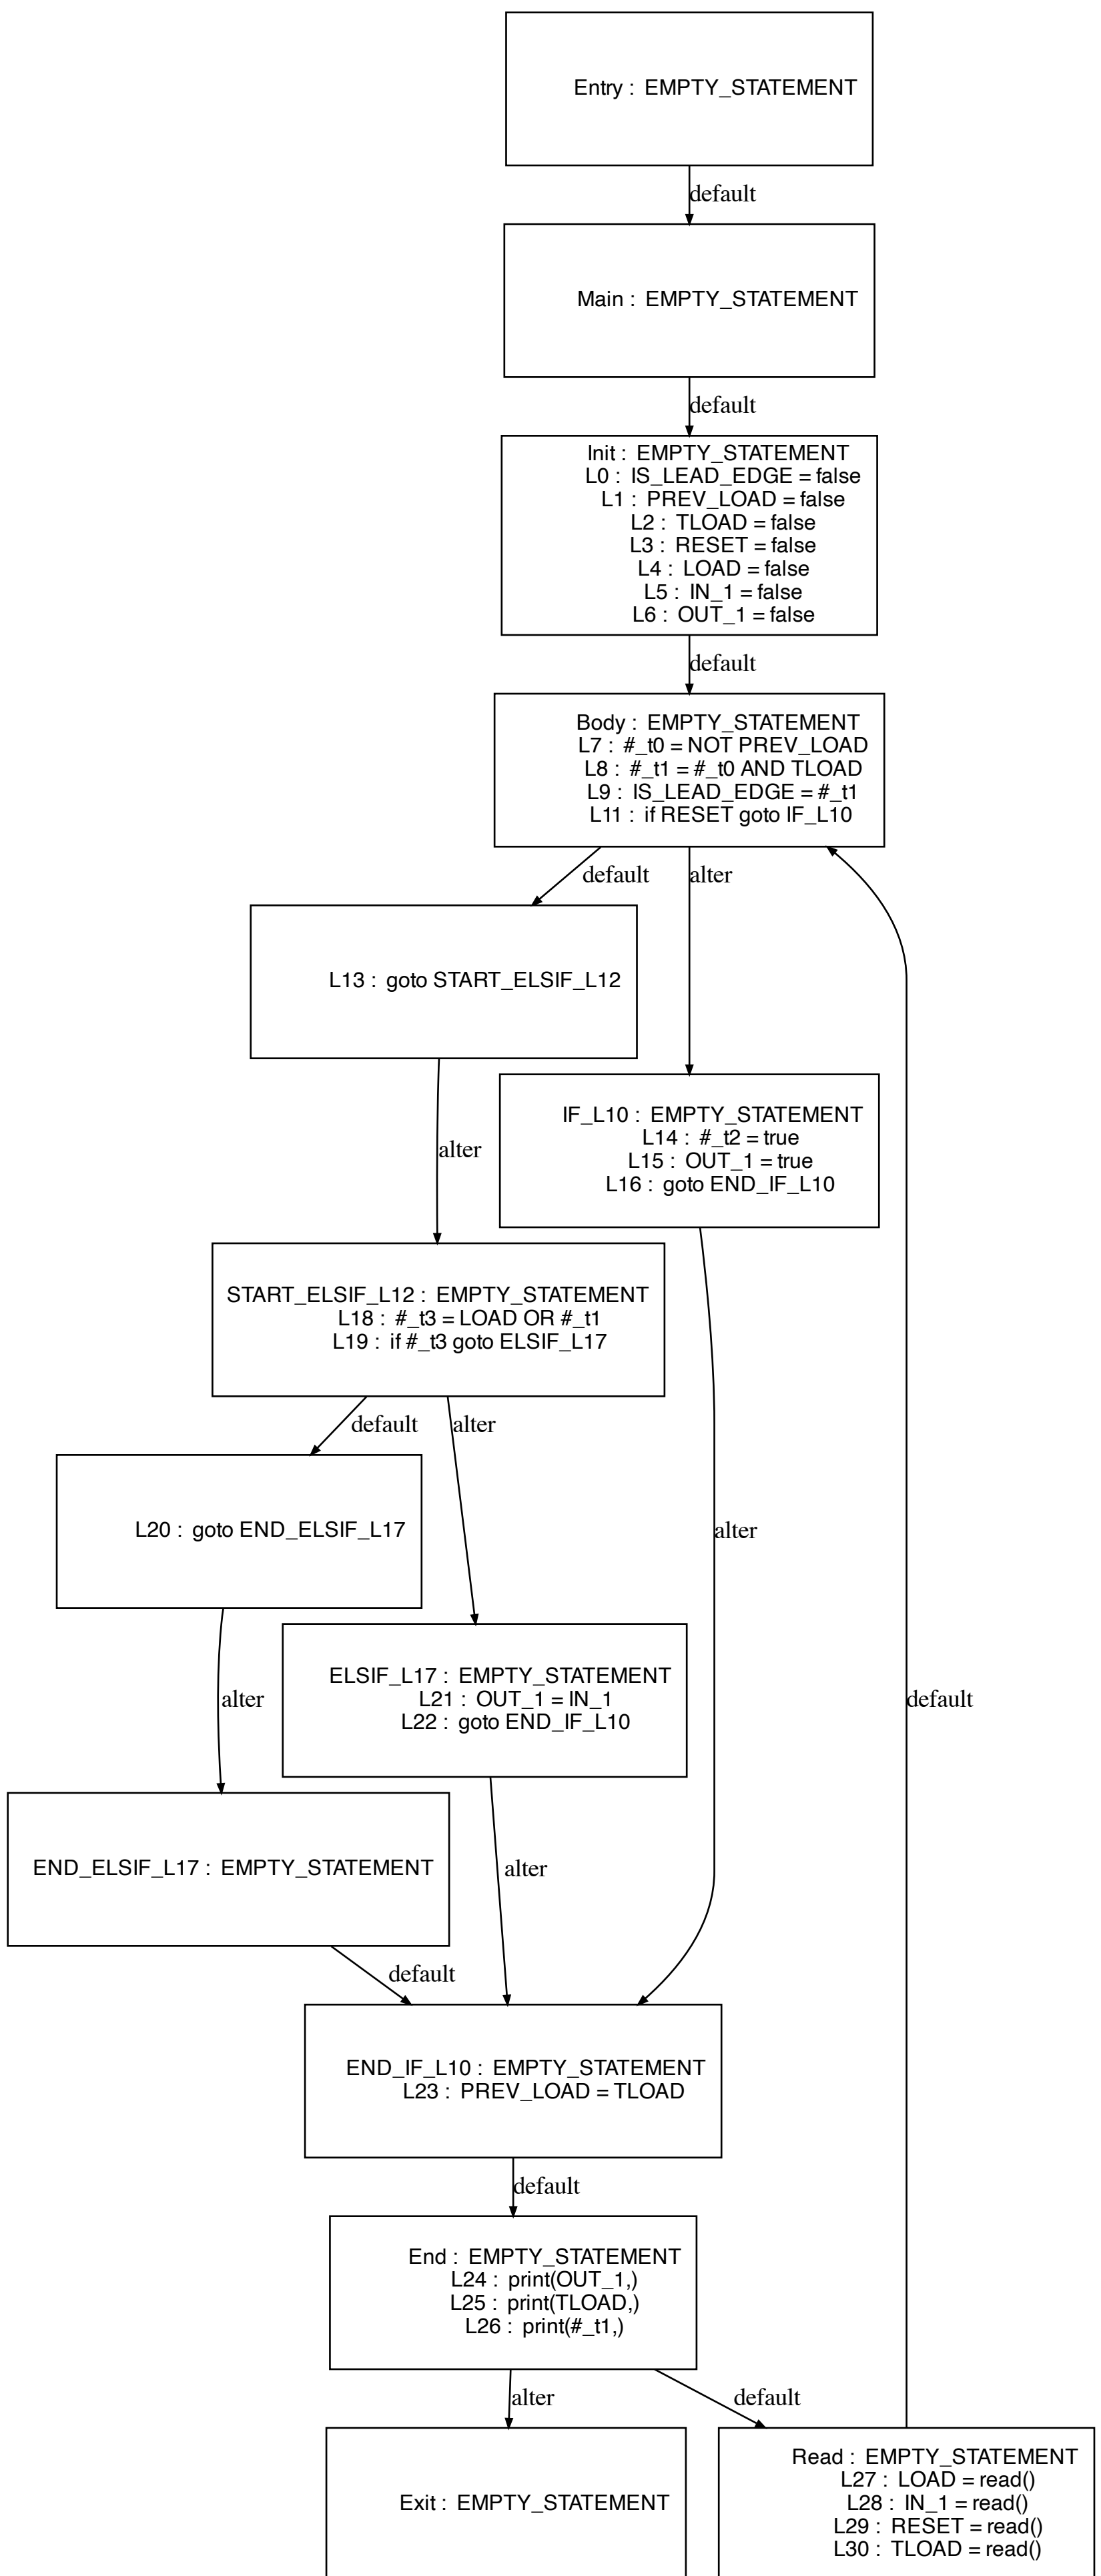 Entry : EMPTY_STATEMENT
default
Main : EMPTY_STATEMENT
default
Init : EMPTY_STATEMENT
L0 : IS_LEAD_EDGE = false
L1 : PREV_LOAD = false
L2 : TLOAD = false
L3 : RESET = false
L4 : LOAD = false
L5 : IN_1 = false
L6 : OUT_1 = false
default
Body : EMPTY_STATEMENT
L7 : #_t0 = NOT PREV_LOAD
L8 : #_t1 = #_t0 AND TLOAD
L9 : IS_LEAD_EDGE = #_t1
L11 : if RESET goto IF_L10
default
alter
L13 : goto START_ELSIF_L12
alter
IF_L10 : EMPTY_STATEMENT
L14 : #_t2 = true
L15 : OUT_1 = true
L16 : goto END_IF_L10
START_ELSIF_L12 : EMPTY_STATEMENT
L18 : #_t3 = LOAD OR #_t1
L19 : if #_t3 goto ELSIF_L17
default
alter
L20 : goto END_ELSIF_L17
alter
ELSIF_L17 : EMPTY_STATEMENT
L21 : OUT_1 = IN_1
L22 : goto END_IF_L10
alter
default
END_ELSIF_L17 : EMPTY_STATEMENT
alter
default
END_IF_L10 : EMPTY_STATEMENT
L23 : PREV_LOAD = TLOAD
default
End : EMPTY_STATEMENT
L24 : print(OUT_1,)
L25 : print(TLOAD,)
L26 : print(#_t1,)
alter
default
Exit : EMPTY_STATEMENT
Read : EMPTY_STATEMENT
L27 : LOAD = read()
L28 : IN_1 = read()
L29 : RESET = read()
L30 : TLOAD = read()